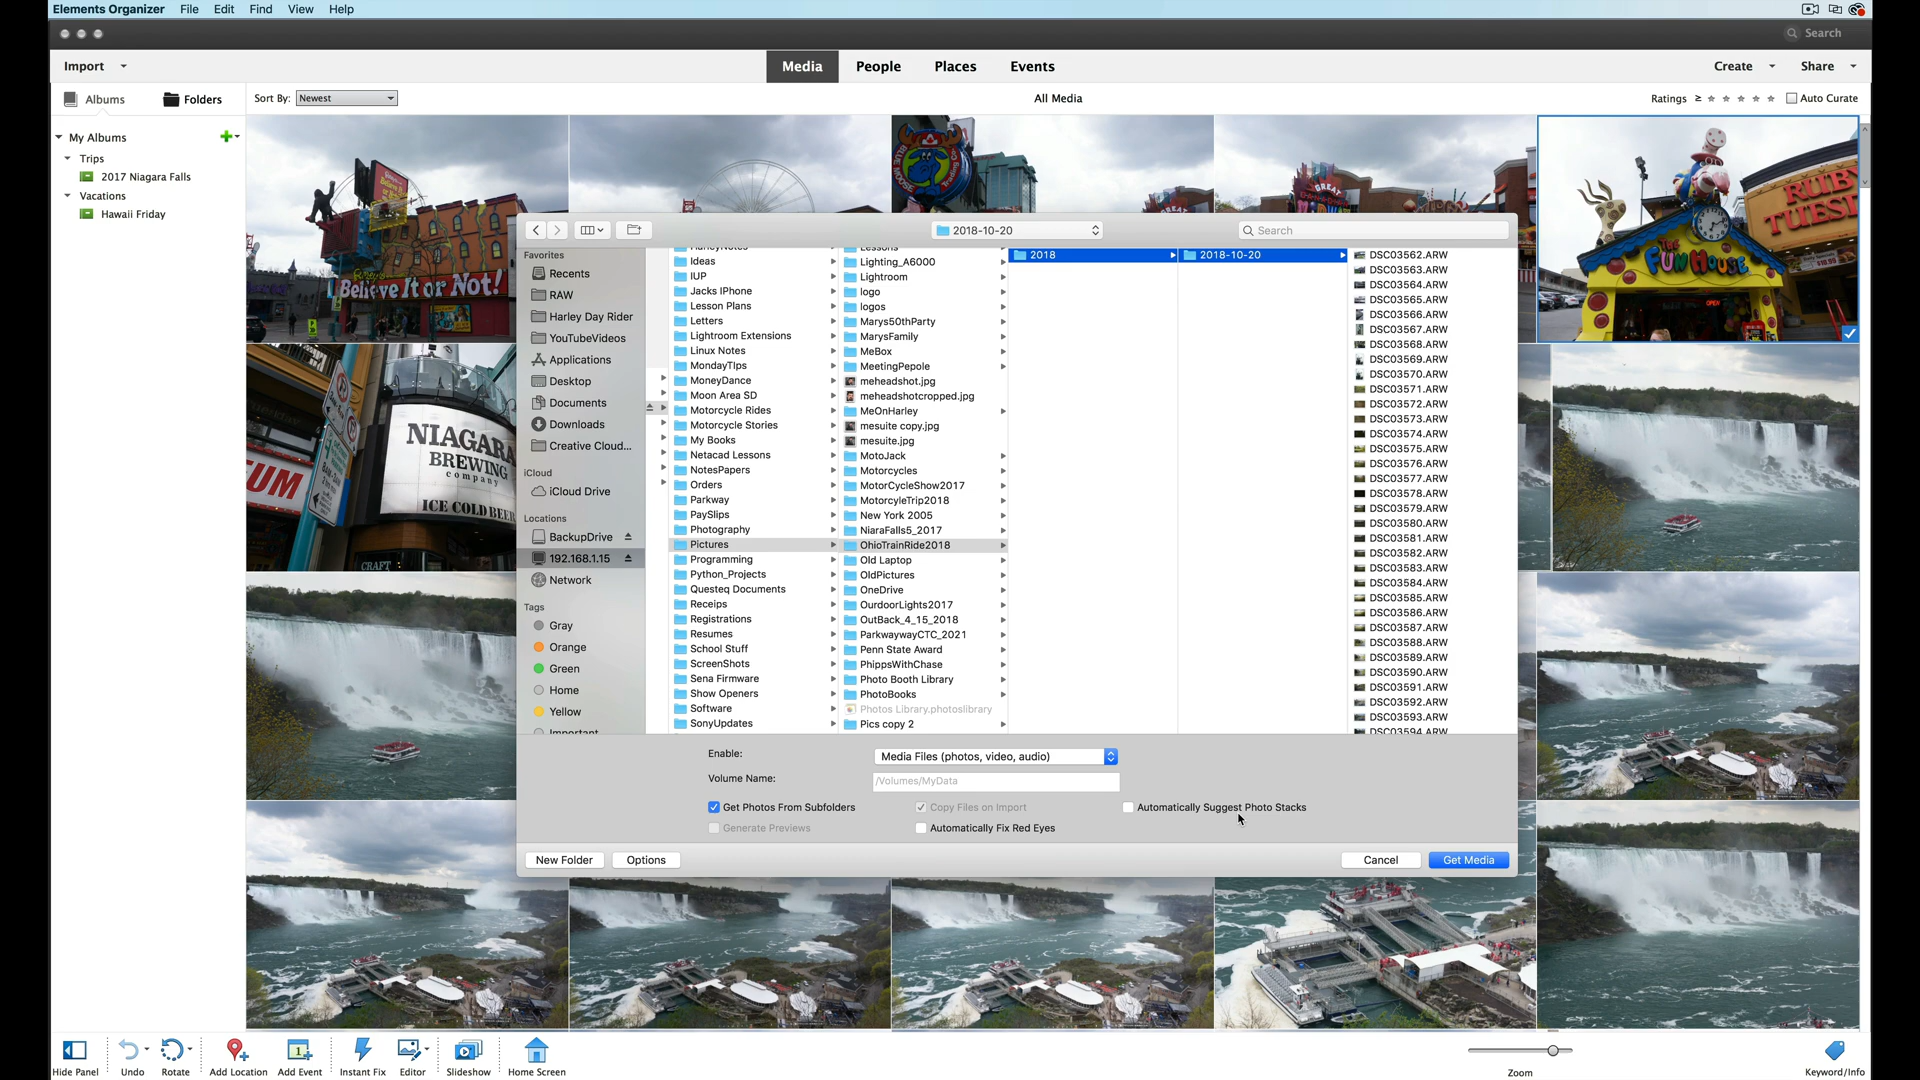 Elements Organizer File Edit Find View Help
Search
Import Media People Places Events Create Share
Albums Folders Sort By: Newest All Media Ratings ≥ Auto Curate
My Albums
Trips
2017 Niagara Falls
Vacations
Hawaii Friday
Believe It or Not!
BLUE MOOSE
GREAT
GREAT
THE FUN HOUSE
OPEN
RUBY
TUESD
NIAGARA
BREWING
company
ICE COLD BEER
CRAFT
2018-10-20
Search
Favorites
Recents
RAW
Harley Day Rider
YouTubeVideos
Applications
Desktop
Documents
Downloads
Creative Cloud...
iCloud
iCloud Drive
Locations
BackupDrive
192.168.1.15
Network
Tags
Gray
Orange
Green
Home
Yellow
Important
HarleyNotes
Ideas
IUP
Jacks IPhone
Lesson Plans
Letters
Lightroom Extensions
Linux Notes
MondayTIps
MoneyDance
Moon Area SD
Motorcycle Rides
Motorcycle Stories
My Books
Netacad Lessons
NotesPapers
Orders
Parkway
PaySlips
Photography
Pictures
Programming
Python_Projects
Questeq Documents
Receips
Registrations
Resumes
School Stuff
ScreenShots
Sena Firmware
Show Openers
Software
SonyUpdates
Lessons
Lighting_A6000
Lightroom
logo
logos
Marys50thParty
MarysFamily
MeBox
MeetingPepole
meheadshot.jpg
meheadshotcropped.jpg
MeOnHarley
mesuite copy.jpg
mesuite.jpg
MotoJack
Motorcycles
MotorCycleShow2017
MotorcyleTrip2018
New York 2005
NiaraFalls5_2017
OhioTrainRide2018
Old Laptop
OldPictures
OneDrive
OurdoorLights2017
OutBack_4_15_2018
ParkwaywayCTC_2021
Penn State Award
PhippsWithChase
Photo Booth Library
PhotoBooks
Photos Library.photoslibrary
Pics copy 2
2018
2018-10-20
DSC03562.ARW
DSC03563.ARW
DSC03564.ARW
DSC03565.ARW
DSC03566.ARW
DSC03567.ARW
DSC03568.ARW
DSC03569.ARW
DSC03570.ARW
DSC03571.ARW
DSC03572.ARW
DSC03573.ARW
DSC03574.ARW
DSC03575.ARW
DSC03576.ARW
DSC03577.ARW
DSC03578.ARW
DSC03579.ARW
DSC03580.ARW
DSC03581.ARW
DSC03582.ARW
DSC03583.ARW
DSC03584.ARW
DSC03585.ARW
DSC03586.ARW
DSC03587.ARW
DSC03588.ARW
DSC03589.ARW
DSC03590.ARW
DSC03591.ARW
DSC03592.ARW
DSC03593.ARW
DSC03594.ARW
Enable: Media Files (photos, video, audio)
Volume Name: /Volumes/MyData
Get Photos From Subfolders Copy Files on Import Automatically Suggest Photo Stacks
Generate Previews Automatically Fix Red Eyes
New Folder Options Cancel Get Media
Hide Panel Undo Rotate Add Location Add Event Instant Fix Editor Slideshow Home Screen Zoom Keyword/Info